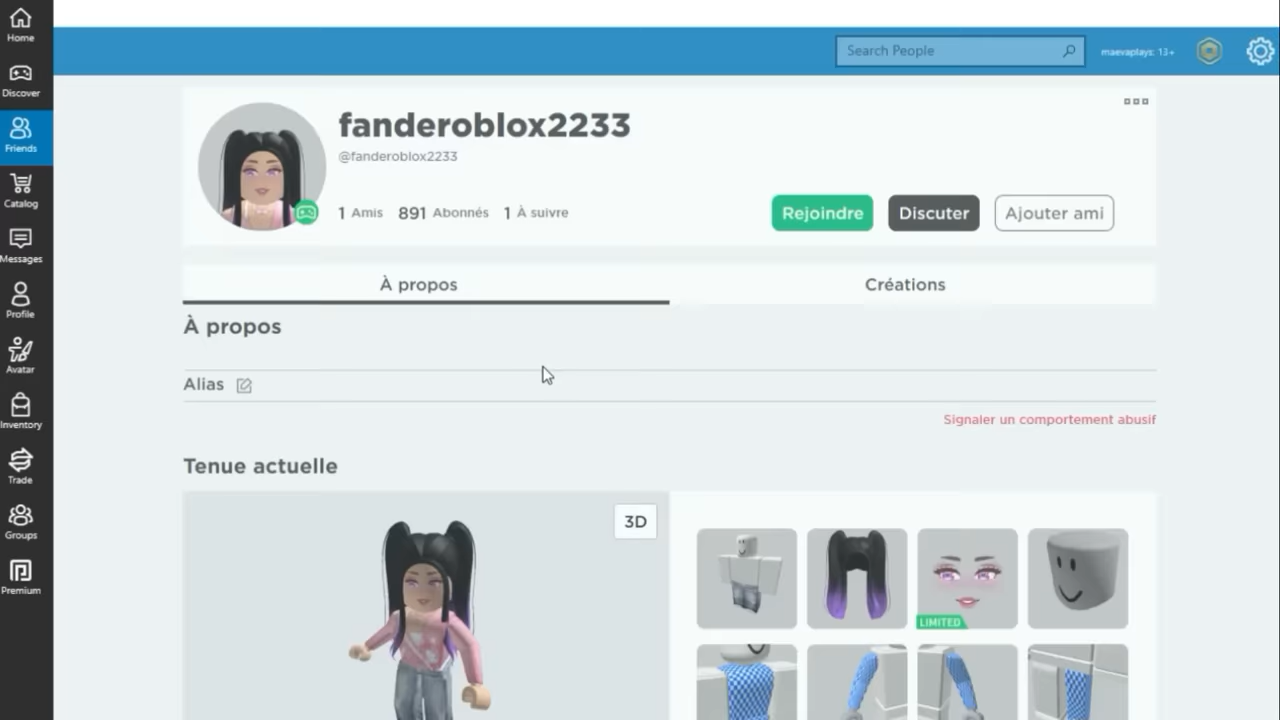 Home
Discover
Friends
Catalog
Messages
Profile
Avatar
Inventory
Trade
Groups
Premium
Search People
maevaplays: 13+
fanderoblox2233
@fanderoblox2233
1 Amis 891 Abonnés 1 À suivre
Rejoindre
Discuter
Ajouter ami
À propos
Créations
À propos
Alias
Signaler un comportement abusif
Tenue actuelle
3D
LIMITED